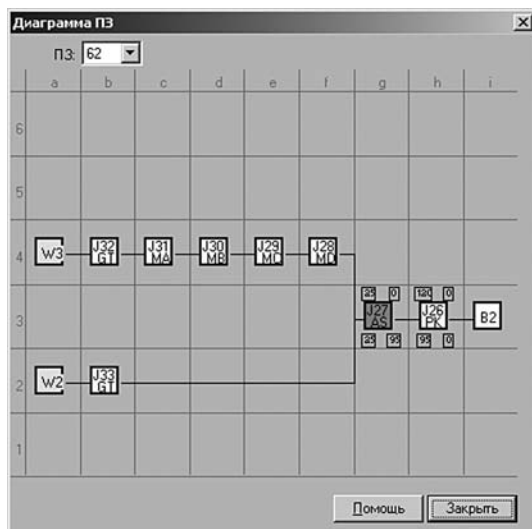 Диаграмма ПЗ
ПЗ: 62
a b c d e f g h i
6
5
4
W3 J32 GT J31 MA J30 MB J29 MC J28 MD
25 0 120 0
3
J27 AS J26 PK B2
25 95 95 0
2
W2 J33 GT
1
Помощь Закрыть